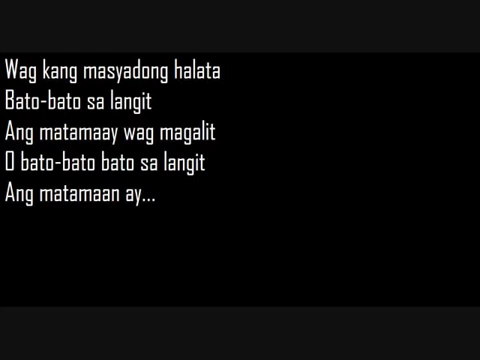 Wag kang masyadong halata
Bato-bato sa langit
Ang matamaay wag magalit
O bato-bato bato sa langit
Ang matamaan ay...